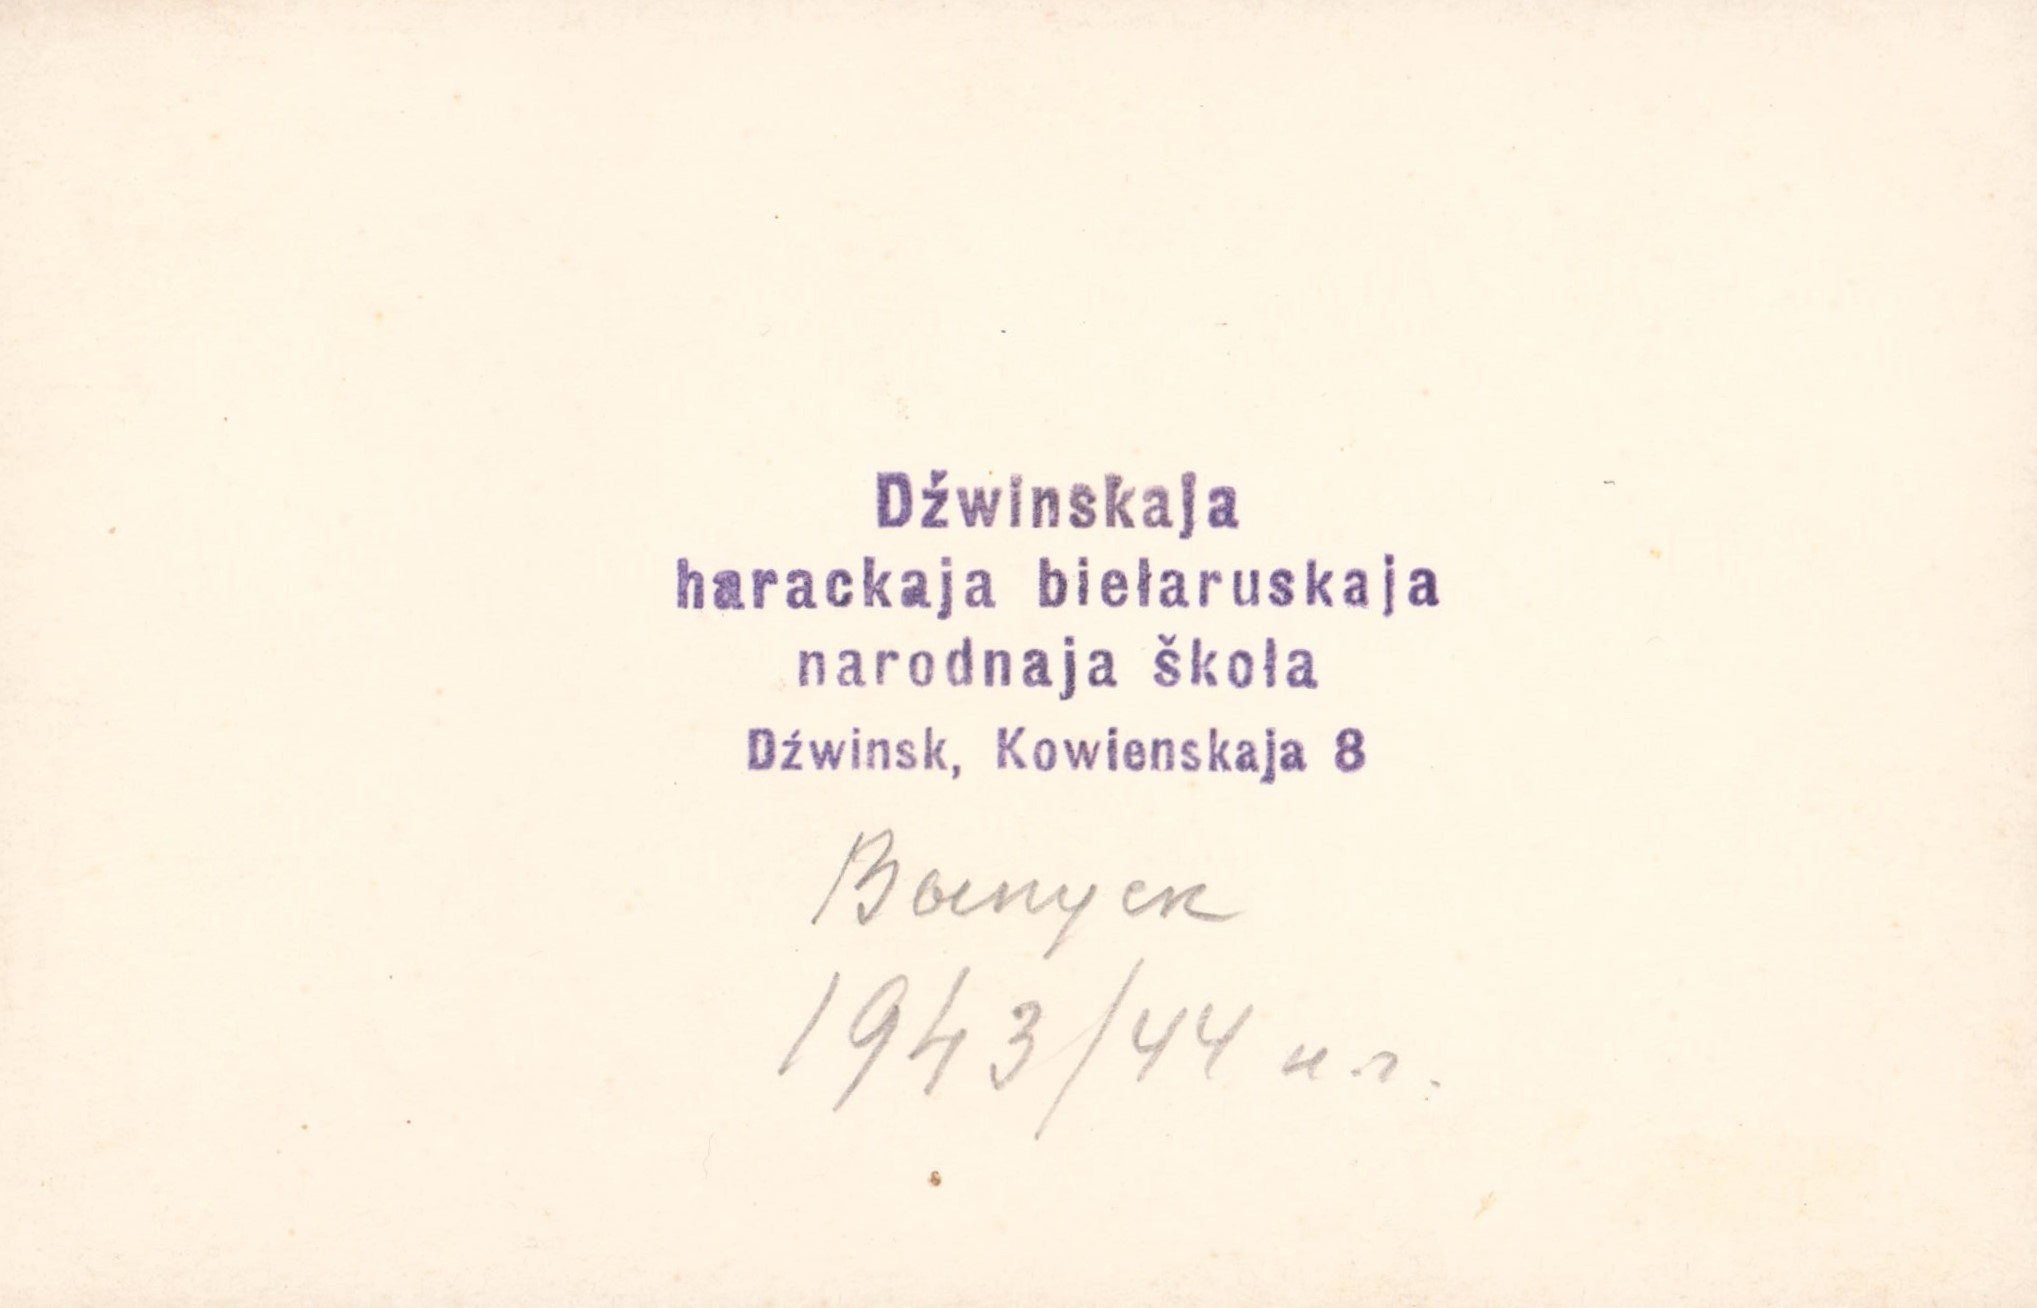 Dźwinskaja
harackaja biełaruskaja
narodnaja škoła
Dźwinsk, Kowienskaja 8
Выпуск
1943/44